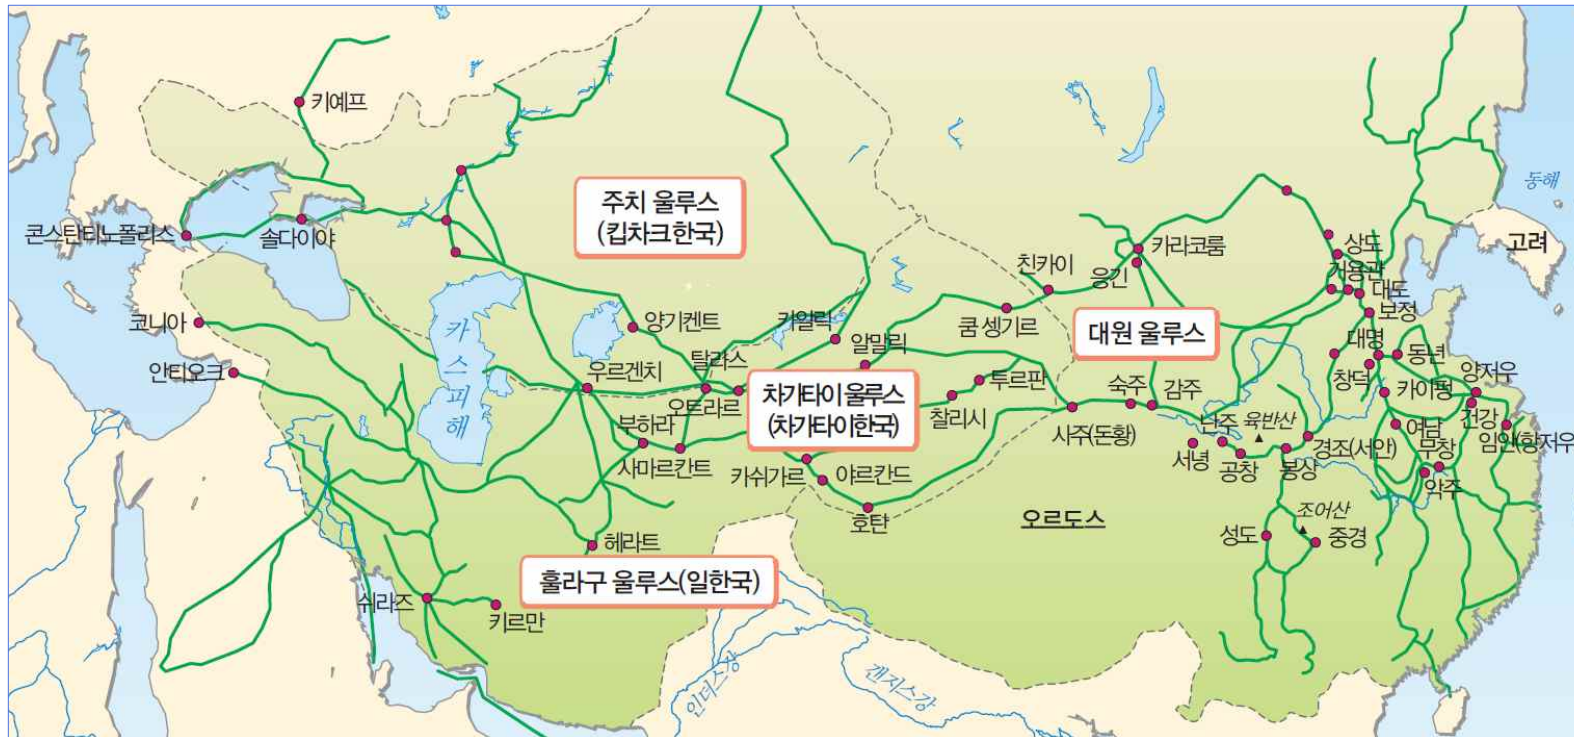 키예프
콘스탄티노폴리스
솔다이야
주치 울루스
(킵차크한국)
동해
고려
카스피해
코니아
안티오크
양기켄트
우르겐치
탈라스
오트라르
카얄릭
알말릭
부하라
사마르칸트
차가타이 울루스
(차가타이한국)
투르판
찰리시
쿰 셍기르
친카이
웅긴
카라코룸
대원 울루스
상도
거용관
대도
보정
대명
동년
창덕
카이펑
양저우
건강
여남
무창
악주
임안(항저우
숙주
감주
사주(돈황)
난주
육반산
서녕
공창
봉상
경조(서안)
카쉬가르
야르칸드
호탄
오르도스
성도
조어산
중경
헤라트
훌라구 울루스(일한국)
쉬라즈
키르만
인더스강
갠지스강